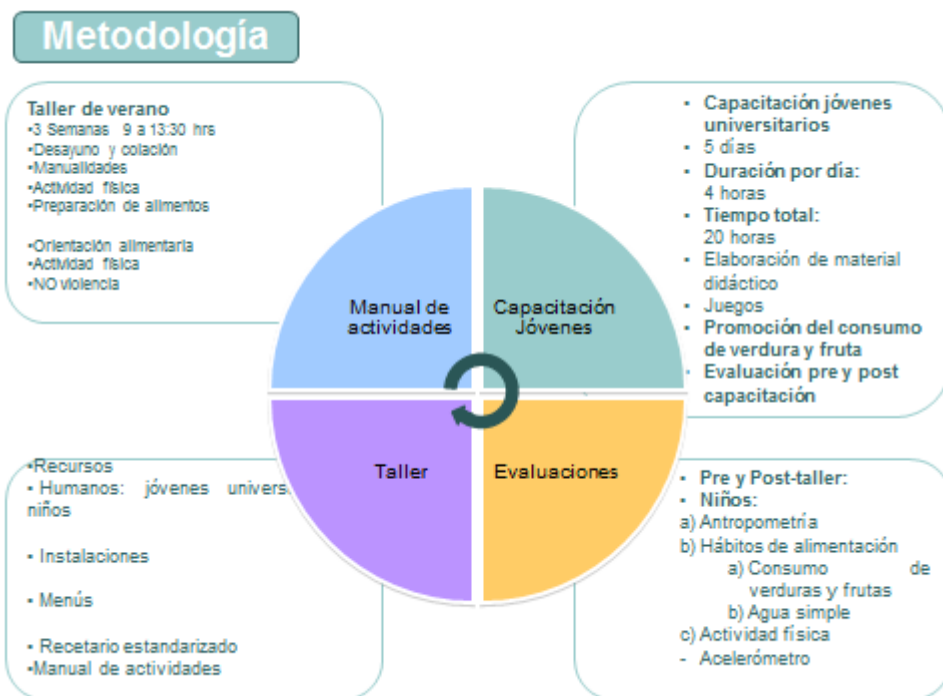 Metodología
Taller de verano
•3 Semanas 9 a 13:30 hrs
•Desayuno y colación
•Manualidades
•Actividad física
•Preparación de alimentos
•Orientación alimentaria
•Actividad física
•NO violencia
• Capacitación jóvenes
universitarios
• 5 días
• Duración por día:
4 horas
• Tiempo total:
20 horas
• Elaboración de material
didáctico
• Juegos
• Promoción del consumo
de verdura y fruta
• Evaluación pre y post
capacitación
Manual de
actividades
Capacitación
Jóvenes
Taller
Evaluaciones
•Recursos
• Humanos: jóvenes
niños
• Instalaciones
• Menús
• Recetario estandarizado
•Manual de actividades
• Pre y Post-taller:
• Niños:
a) Antropometría
b) Hábitos de alimentación
a) Consumo de
verduras y frutas
b) Agua simple
c) Actividad física
- Acelerómetro